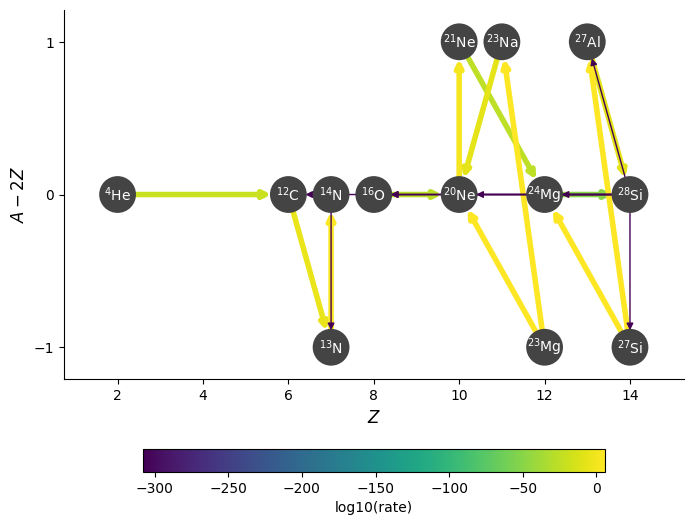 1
0
−1
A − 2Z
²¹Ne ²³Na ²⁷Al
⁴He ¹²C ¹⁴N ¹⁶O ²⁰Ne ²⁴Mg ²⁸Si
¹³N ²³Mg ²⁷Si
2 4 6 8 10 12 14
Z
−300 −250 −200 −150 −100 −50 0
log10(rate)